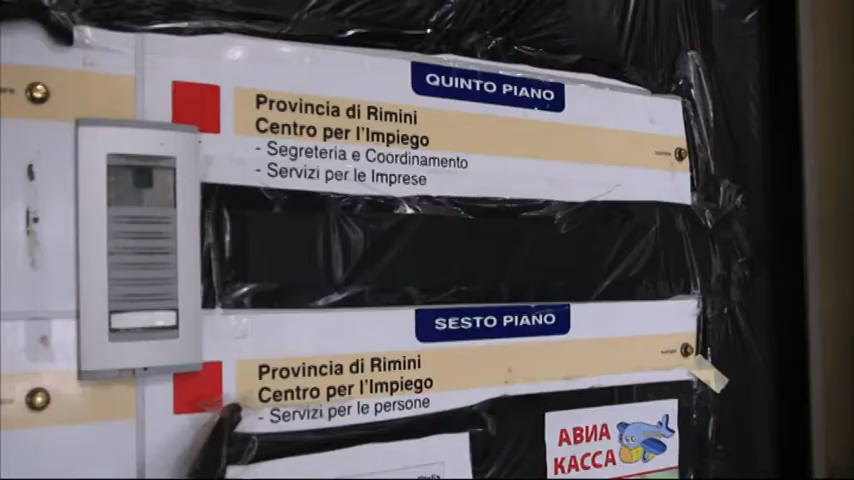 QUINTO PIANO
Provincia di Rimini
Centro per l'Impiego
- Segreteria e Coordinamento
- Servizi per le Imprese
SESTO PIANO
Provincia di Rimini
Centro per l'Impiego
- Servizi per le persone
АВИА
КАССА